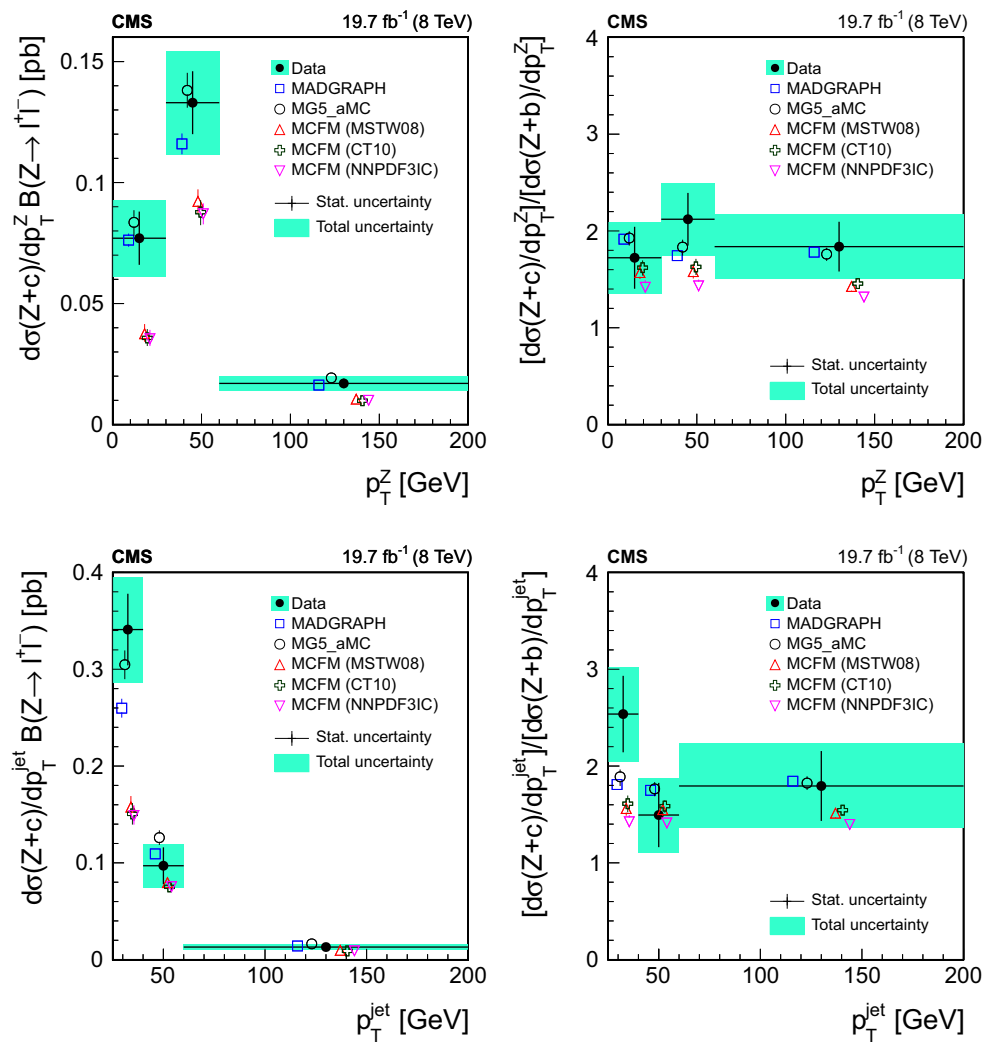 CMS 19.7 fb⁻¹ (8 TeV)
dσ(Z+c)/dp_T^Z B(Z→ l⁺l⁻) [pb]
0.15
0.1
0.05
0
Data
MADGRAPH
MG5_aMC
MCFM (MSTW08)
MCFM (CT10)
MCFM (NNPDF3IC)
Stat. uncertainty
Total uncertainty
0 50 100 150 200
p_T^Z [GeV]
CMS 19.7 fb⁻¹ (8 TeV)
[dσ(Z+c)/dp_T^Z]/[dσ(Z+b)/dp_T^Z]
4
3
2
1
0
Data
MADGRAPH
MG5_aMC
MCFM (MSTW08)
MCFM (CT10)
MCFM (NNPDF3IC)
Stat. uncertainty
Total uncertainty
0 50 100 150 200
p_T^Z [GeV]
CMS 19.7 fb⁻¹ (8 TeV)
dσ(Z+c)/dp_T^jet B(Z→ l⁺l⁻) [pb]
0.4
0.3
0.2
0.1
0
Data
MADGRAPH
MG5_aMC
MCFM (MSTW08)
MCFM (CT10)
MCFM (NNPDF3IC)
Stat. uncertainty
Total uncertainty
50 100 150 200
p_T^jet [GeV]
CMS 19.7 fb⁻¹ (8 TeV)
[dσ(Z+c)/dp_T^jet]/[dσ(Z+b)/dp_T^jet]
4
3
2
1
0
Data
MADGRAPH
MG5_aMC
MCFM (MSTW08)
MCFM (CT10)
MCFM (NNPDF3IC)
Stat. uncertainty
Total uncertainty
50 100 150 200
p_T^jet [GeV]